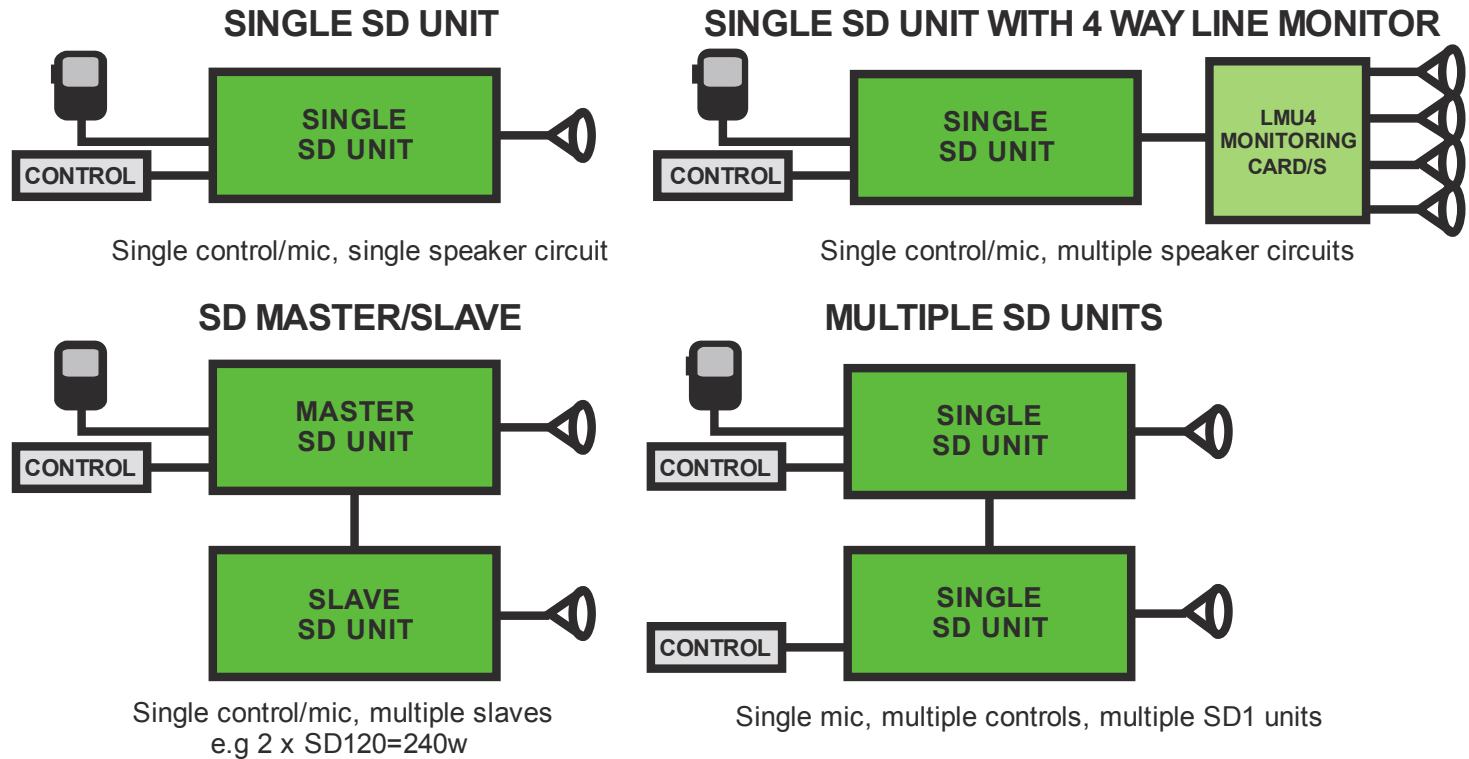 SINGLE SD UNIT
SINGLE
SD UNIT
CONTROL
Single control/mic, single speaker circuit
SINGLE SD UNIT WITH 4 WAY LINE MONITOR
SINGLE
SD UNIT
LMU4
MONITORING
CARD/S
CONTROL
Single control/mic, multiple speaker circuits
SD MASTER/SLAVE
MASTER
SD UNIT
CONTROL
SLAVE
SD UNIT
Single control/mic, multiple slaves
e.g 2 x SD120=240w
MULTIPLE SD UNITS
SINGLE
SD UNIT
CONTROL
SINGLE
SD UNIT
CONTROL
Single mic, multiple controls, multiple SD1 units